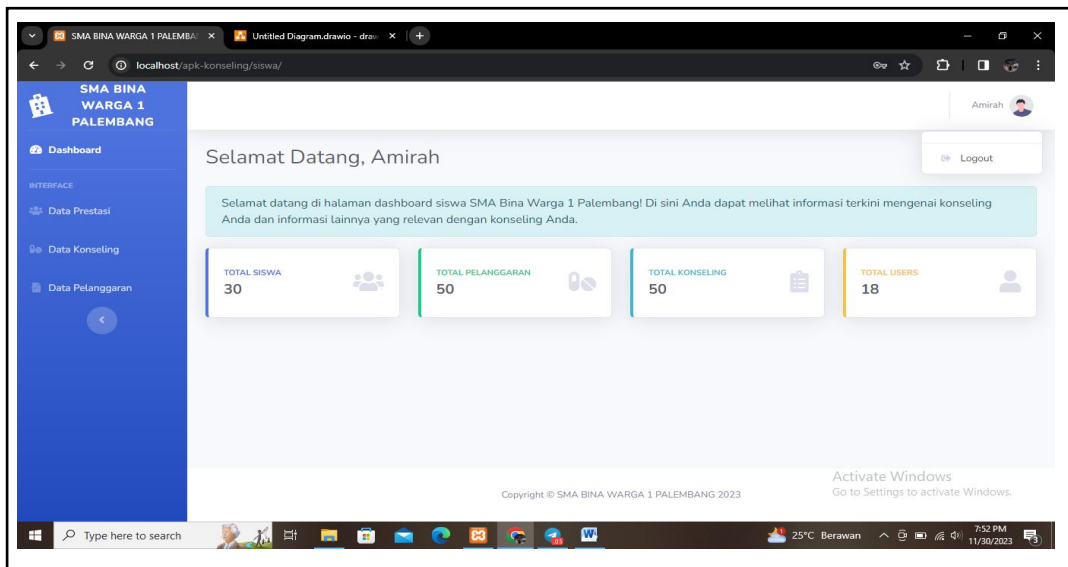 SMA BINA WARGA 1 PALEMBA
Untitled Diagram.drawio - draw
localhost/apk-konseling/siswa/
SMA BINA
WARGA 1
PALEMBANG
Amirah
Dashboard
Selamat Datang, Amirah
Logout
INTERFACE
Data Prestasi
Data Konseling
Data Pelanggaran
Selamat datang di halaman dashboard siswa SMA Bina Warga 1 Palembang! Di sini Anda dapat melihat informasi terkini mengenai konseling
Anda dan informasi lainnya yang relevan dengan konseling Anda.
TOTAL SISWA
30
TOTAL PELANGGARAN
50
TOTAL KONSELING
50
TOTAL USERS
18
Activate Windows
Go to Settings to activate Windows.
Copyright © SMA BINA WARGA 1 PALEMBANG 2023
Type here to search
25°C Berawan
7:52 PM
11/30/2023